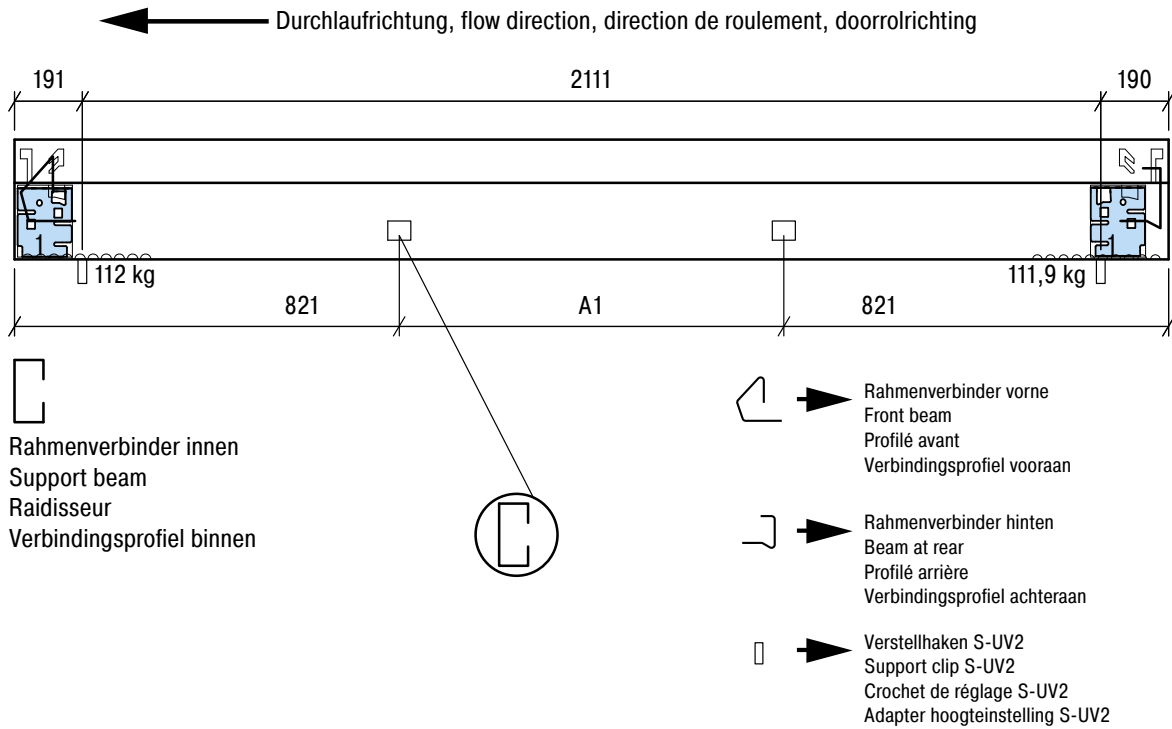 Durchlaufrichtung, flow direction, direction de roulement, doorrolrichting
191
2111
190
1
1
112 kg
111,9 kg
821
A1
821
Rahmenverbinder innen
Support beam
Raidisseur
Verbindingsprofiel binnen
Rahmenverbinder vorne
Front beam
Profilé avant
Verbindingsprofiel vooraan
Rahmenverbinder hinten
Beam at rear
Profilé arrière
Verbindingsprofiel achteraan
Verstellhaken S-UV2
Support clip S-UV2
Crochet de réglage S-UV2
Adapter hoogteinstelling S-UV2